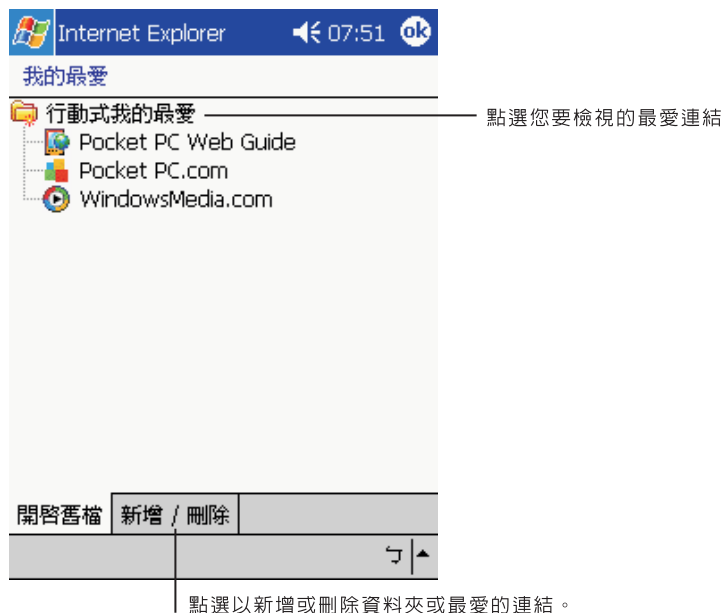 Internet Explorer 07:51 ok
我的最愛
行動式我的最愛
點選您要檢視的最愛連結
Pocket PC Web Guide
Pocket PC.com
WindowsMedia.com
開啟舊檔 新增 / 刪除
ㄅ
點選以新增或刪除資料夾或最愛的連結。